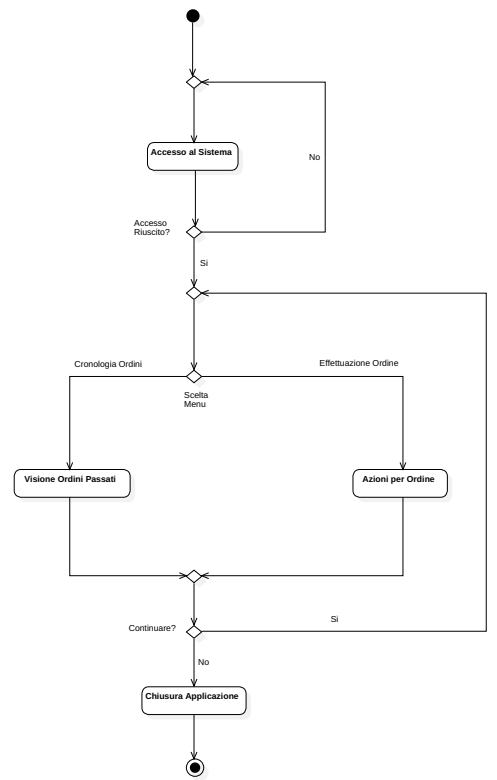 Accesso al Sistema
No
Accesso
Riuscito?
Si
Cronologia Ordini
Effettuazione Ordine
Scelta
Menu
Visione Ordini Passati
Azioni per Ordine
Si
Continuare?
No
Chiusura Applicazione